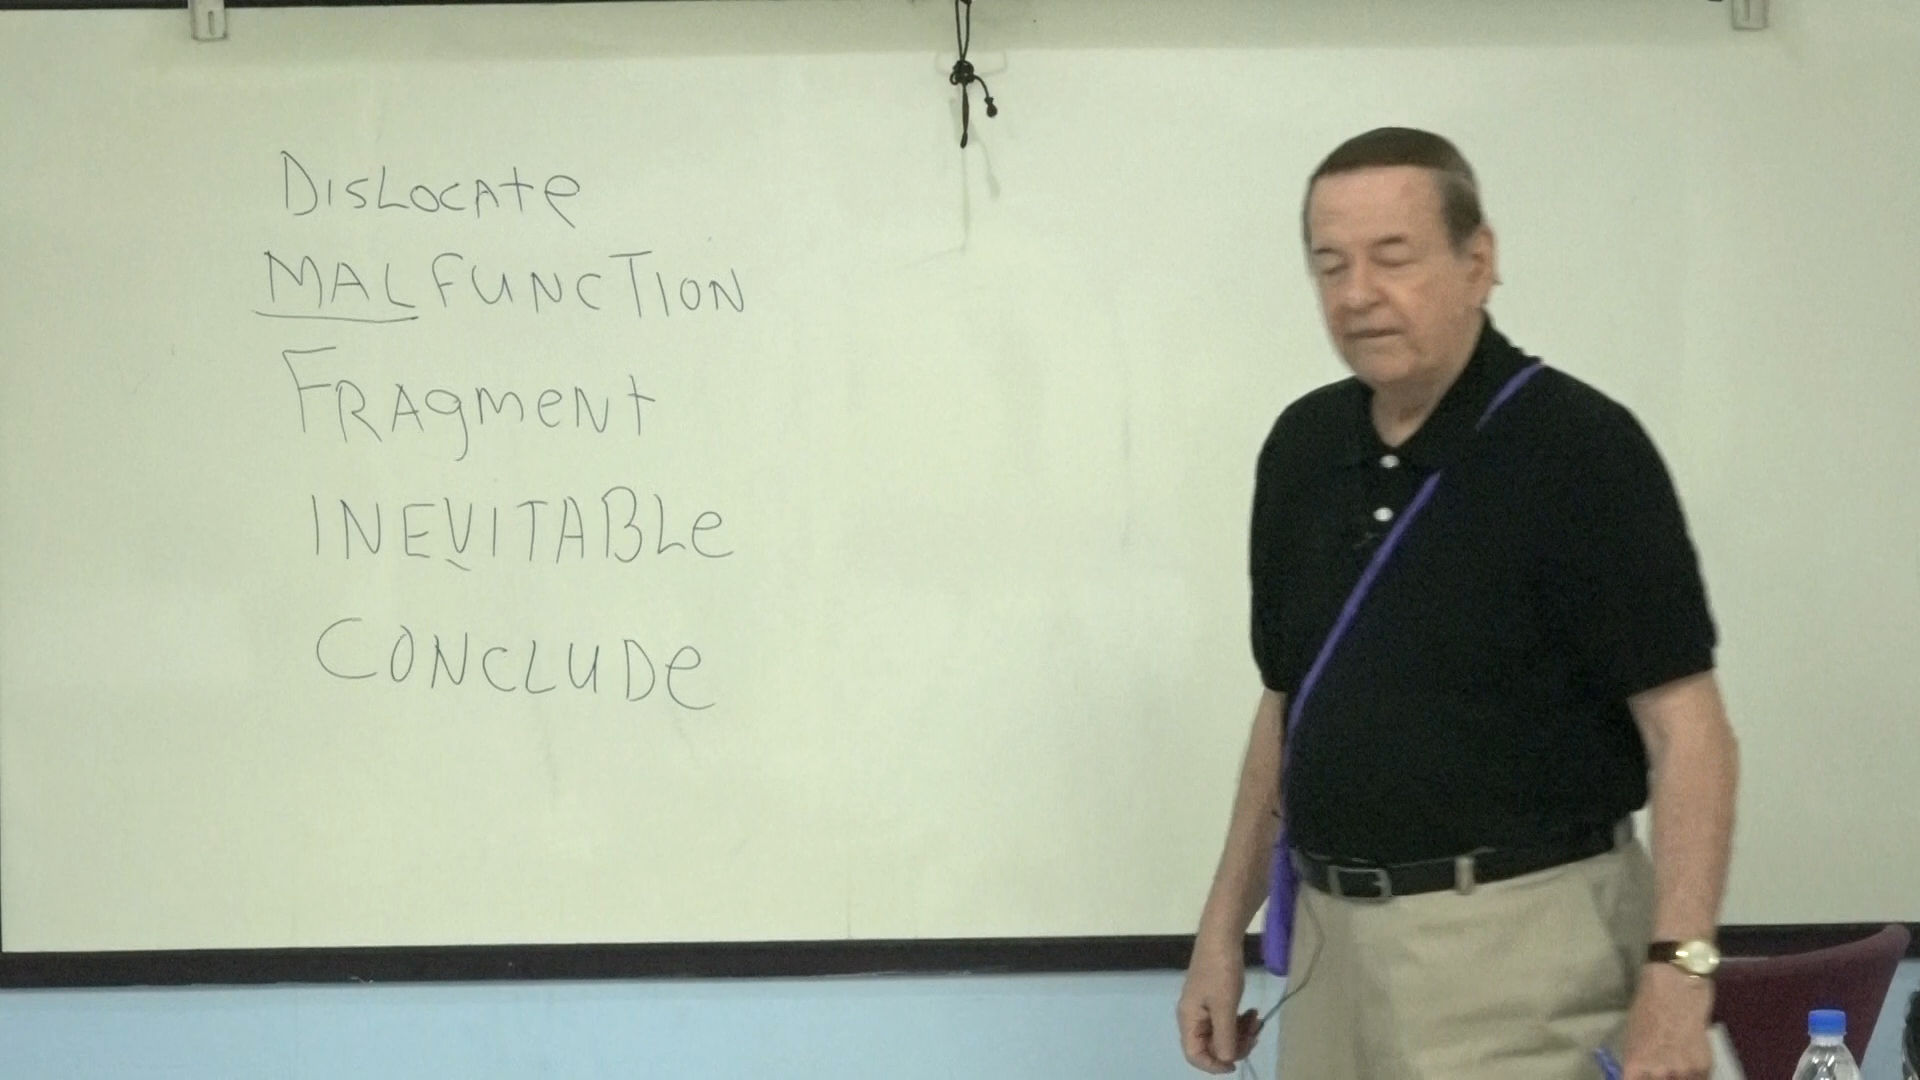 DISLOCAte
MALFUNCTION
FRAgmeNt
INEVITABLe
CONCLUDe